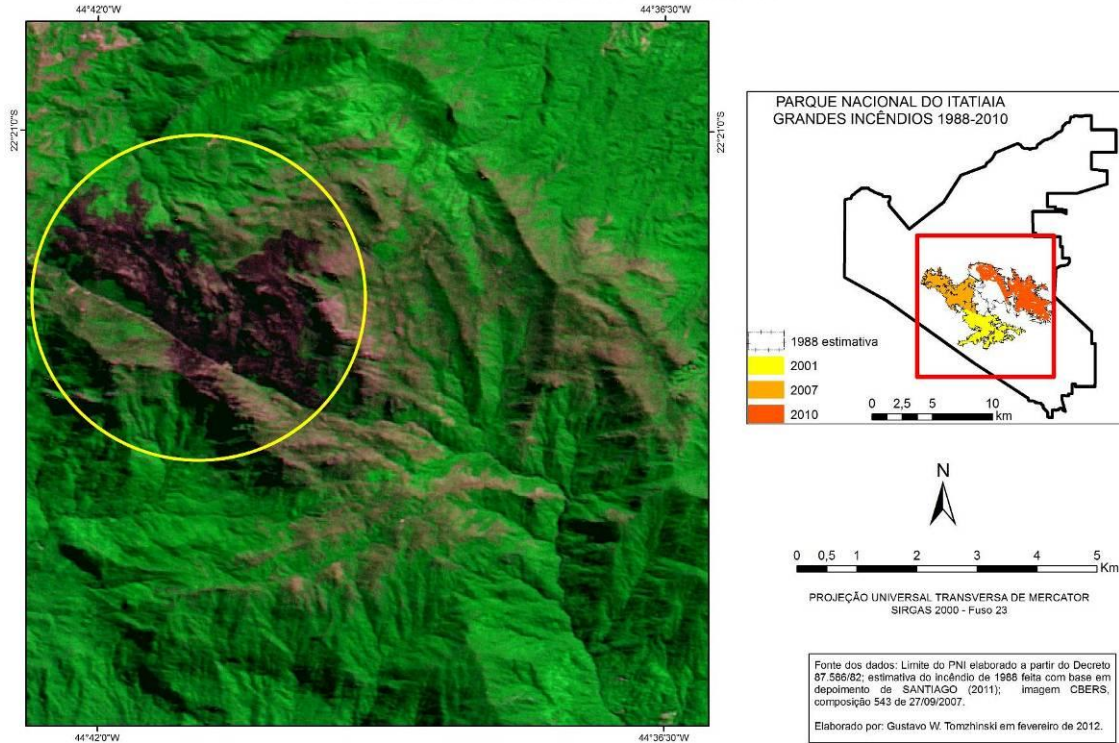 44°42'0"W
44°36'30"W
22°21'0"S
22°21'0"S
44°42'0"W
44°36'30"W
PARQUE NACIONAL DO ITATIAIA
GRANDES INCÊNDIOS 1988-2010
1988 estimativa
2001
2007
2010
0 2,5 5 10
km
N
0 0,5 1 2 3 4 5
Km
PROJEÇÃO UNIVERSAL TRANSVERSA DE MERCATOR
SIRGAS 2000 - Fuso 23
Fonte dos dados: Limite do PNI elaborado a partir do Decreto
87.586/82; estimativa do incêndio de 1988 feita com base em
depoimento de SANTIAGO (2011); imagem CBERS,
composição 543 de 27/09/2007.
Elaborado por: Gustavo W. Tomzhinski em fevereiro de 2012.